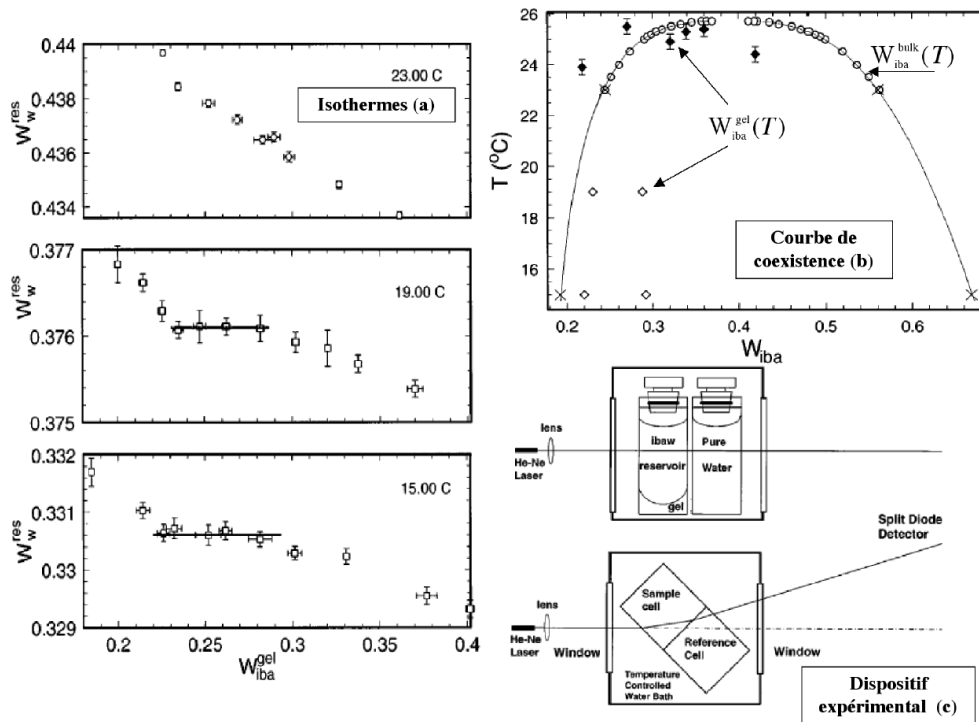 0.44
0.438
0.436
0.434
W_w^res
23.00 C
Isothermes (a)
0.377
0.376
0.375
W_w^res
19.00 C
0.332
0.331
0.33
0.329
W_w^res
15.00 C
0.2 0.25 0.3 0.35 0.4
W_iba^gel
26
24
22
20
18
16
T (°C)
W_iba^bulk(T)
W_iba^gel(T)
Courbe de
coexistence (b)
0.2 0.3 0.4 0.5 0.6
W_iba
lens
He-Ne
Laser
ibaw
reservoir
gel
Pure
Water
Split Diode
Detector
lens
He-Ne
Laser
Window
Sample
cell
Reference
Cell
Window
Temperature
Controlled
Water Bath
Dispositif
expérimental (c)